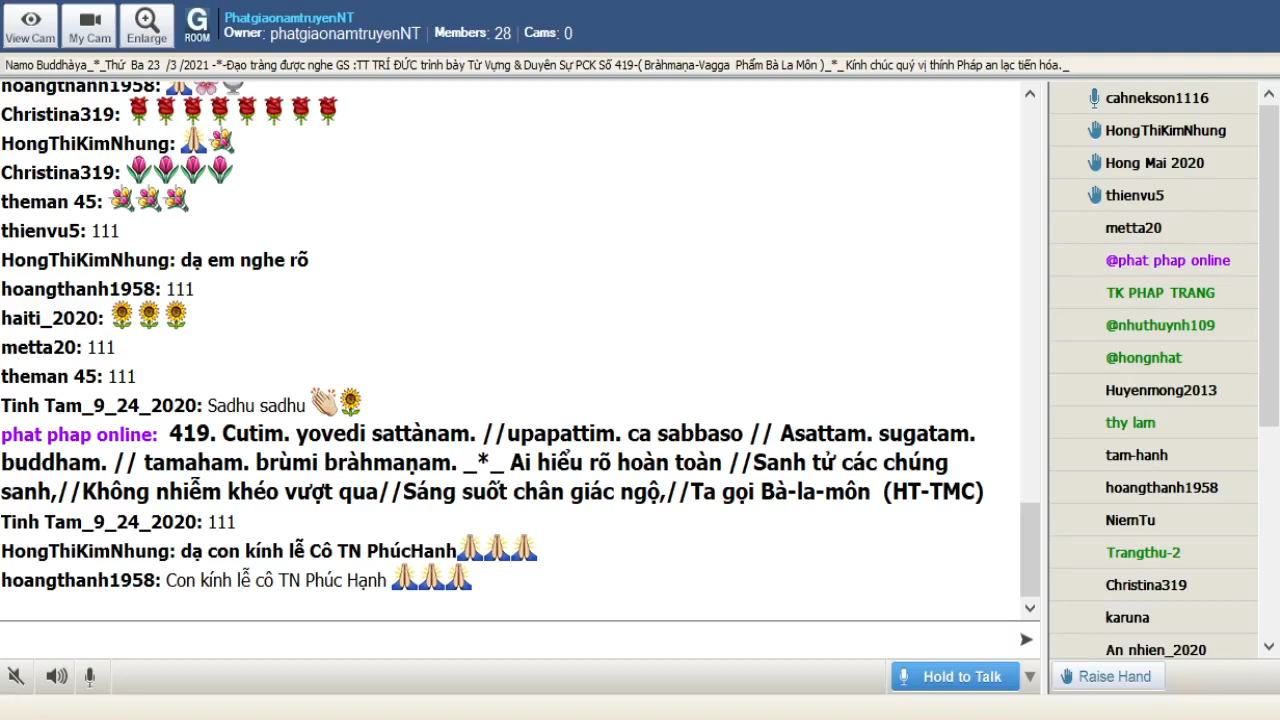 View Cam
My Cam
Enlarge
G
ROOM
PhatgiaonamtruyenNT
Owner: phatgiaonamtruyenNT | Members: 28 | Cams: 0
Namo Buddhàya_*_Thứ Ba 23 /3 /2021 -*-Đạo tràng được nghe GS :TT TRÍ ĐỨC trình bày Từ Vựng & Duyên Sự PCK Số 419-( Bràhmaṇa-Vagga Phẩm Bà La Môn )_*_ Kính chúc quý vị thính Pháp an lạc tiến hóa._
hoangthanh1958:
Christina319:
HongThiKimNhung:
Christina319:
theman 45:
thienvu5: 111
HongThiKimNhung: dạ em nghe rõ
hoangthanh1958: 111
haiti_2020:
metta20: 111
theman 45: 111
Tinh Tam_9_24_2020: Sadhu sadhu
phat phap online: 419. Cutim. yovedi sattànam. //upapattim. ca sabbaso // Asattam. sugatam.
buddham. // tamaham. brùmi bràhmaṇam. _*_ Ai hiểu rõ hoàn toàn //Sanh tử các chúng
sanh,//Không nhiễm khéo vượt qua//Sáng suốt chân giác ngộ,//Ta gọi Bà-la-môn (HT-TMC)
Tinh Tam_9_24_2020: 111
HongThiKimNhung: dạ con kính lễ Cô TN PhúcHanh
hoangthanh1958: Con kính lễ cô TN Phúc Hạnh
cahnekson1116
HongThiKimNhung
Hong Mai 2020
thienvu5
metta20
@phat phap online
TK PHAP TRANG
@nhuthuynh109
@hongnhat
Huyenmong2013
thy lam
tam-hanh
hoangthanh1958
NiemTu
Trangthu-2
Christina319
karuna
An nhien_2020
Hold to Talk
Raise Hand